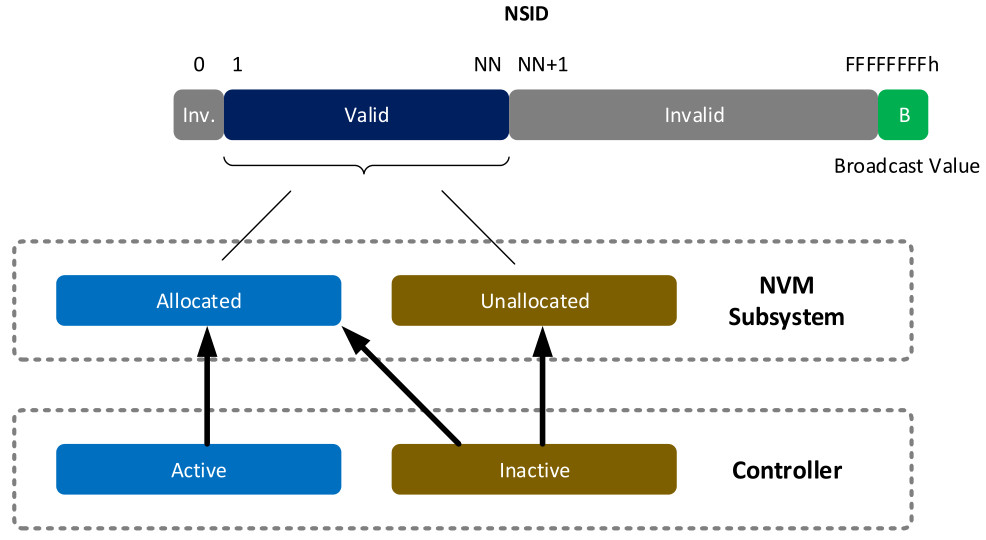 NSID
0 1 NN NN+1 FFFFFFFFh
Inv. Valid Invalid B
Broadcast Value
Allocated Unallocated NVM
Subsystem
Active Inactive Controller